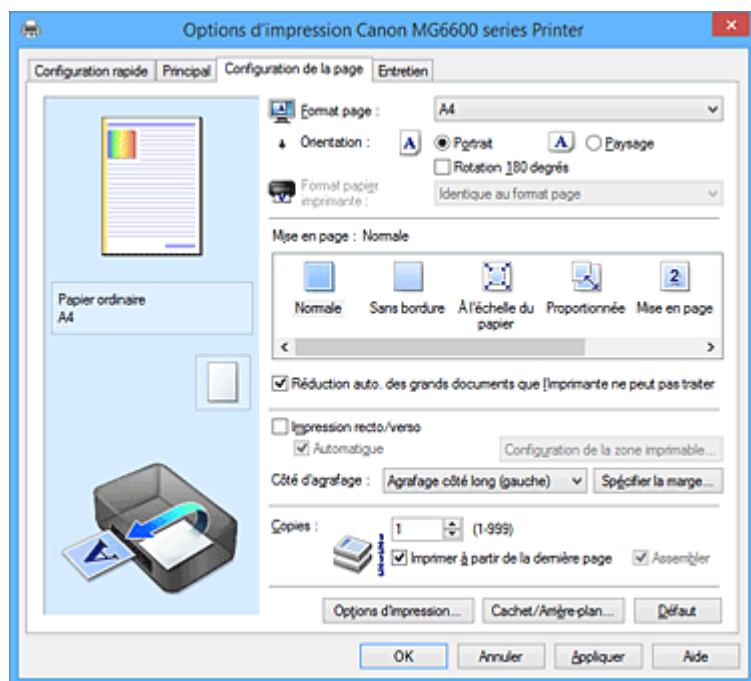 Options d'impression Canon MG6600 series Printer
Configuration rapide Principal Configuration de la page Entretien
Format page : A4
Orientation : A Portrait A Paysage
Rotation 180 degrés
Format papier imprimante : Identique au format page
Mise en page : Normale
2
Normale Sans bordure À l'échelle du papier Proportionnée Mise en page
Papier ordinaire
A4
Réduction auto. des grands documents que l'imprimante ne peut pas traiter
Impression recto/verso
Automatique Configuration de la zone imprimable...
Côté d'agrafage : Agrafage côté long (gauche) Spécifier la marge...
Copies : 1 (1-999)
Imprimer à partir de la dernière page Assembler
A
Options d'impression... Cachet/Arrière-plan... Défaut
OK Annuler Appliquer Aide